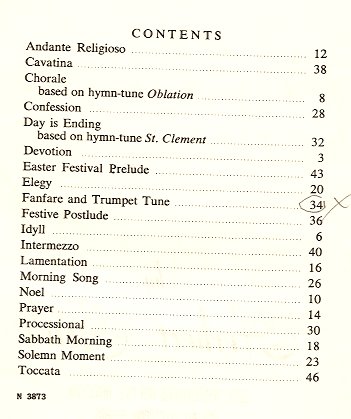 CONTENTS
Andante Religioso 12
Cavatina 38
Chorale
based on hymn-tune Oblation 8
Confession 28
Day is Ending
based on hymn-tune St. Clement 32
Devotion 3
Easter Festival Prelude 43
Elegy 20
Fanfare and Trumpet Tune 34
Festive Postlude 36
Idyll 6
Intermezzo 40
Lamentation 16
Morning Song 26
Noel 10
Prayer 14
Processional 30
Sabbath Morning 18
Solemn Moment 23
Toccata 46
N 3873